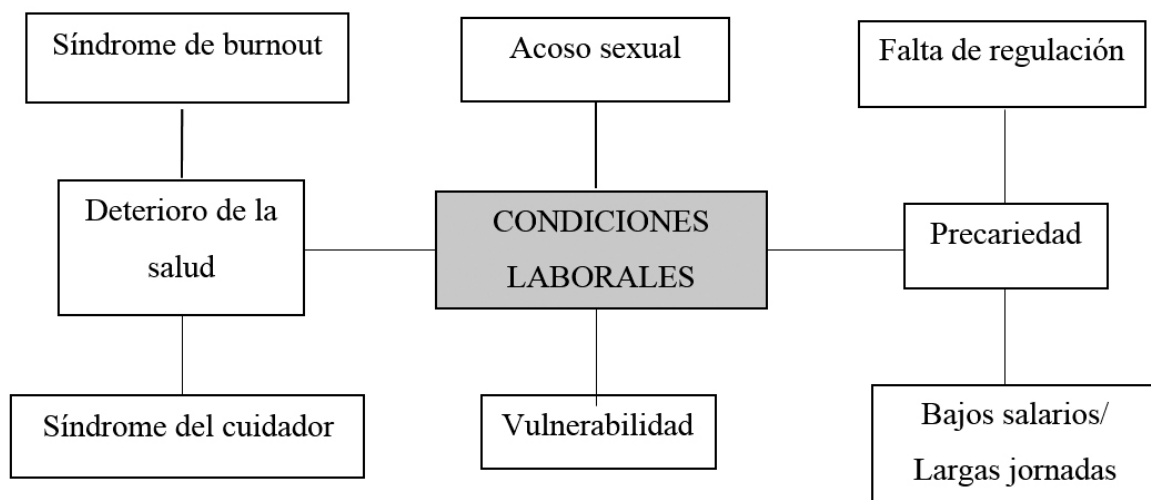 Síndrome de burnout
Acoso sexual
Falta de regulación
Deterioro de la
salud
CONDICIONES
LABORALES
Precariedad
Síndrome del cuidador
Vulnerabilidad
Bajos salarios/
Largas jornadas